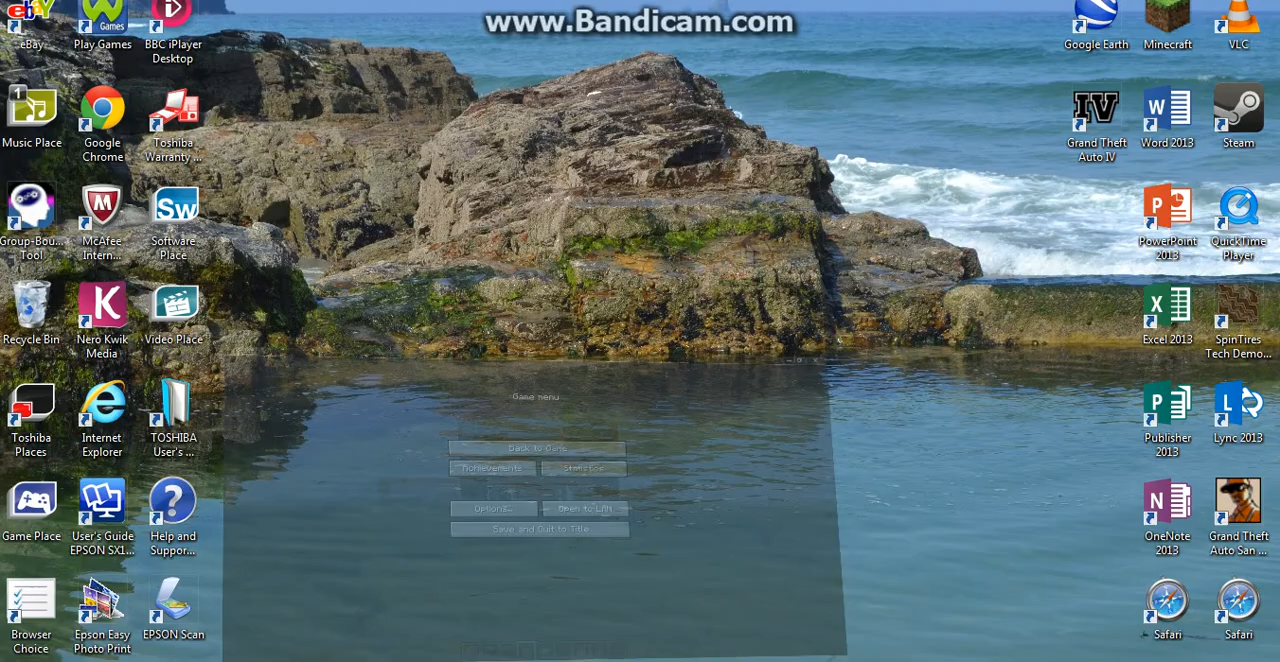 www.Bandicam.com
eBay
Play Games
BBC iPlayer
Desktop
Google Earth
Minecraft
VLC
1
Music Place
Google
Chrome
Toshiba
Warranty ...
IV
Grand Theft
Auto IV
Word 2013
Steam
Group-Bou...
Tool
McAfee
Intern...
Sw
Software
Place
PowerPoint
2013
QuickTime
Player
Recycle Bin
K
Nero Kwik
Media
Video Place
Excel 2013
SpinTires
Tech Demo...
Toshiba
Places
Internet
Explorer
TOSHIBA
User's ...
Publisher
2013
Lync 2013
Game menu
Back to Game
Achievements
Statistics
Options...
Open to LAN
Save and Quit to Title
Game Place
User's Guide
EPSON SX1...
Help and
Suppor...
OneNote
2013
Grand Theft
Auto San ...
Browser
Choice
Epson Easy
Photo Print
EPSON Scan
Safari
Safari